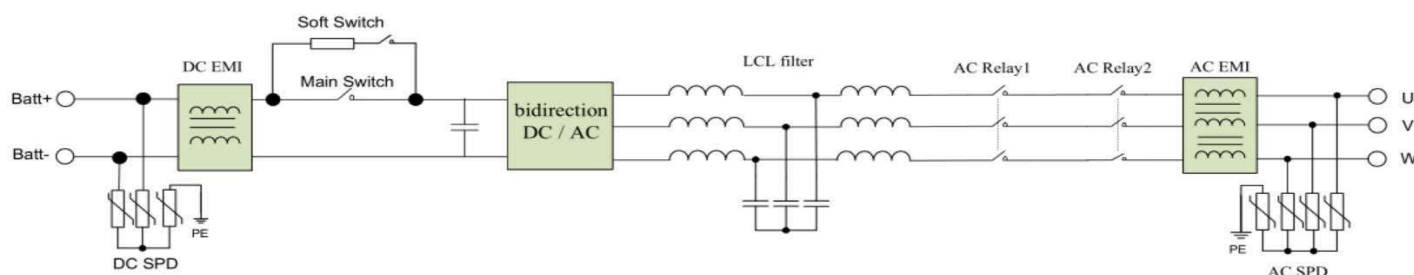 Soft Switch
DC EMI
Main Switch
LCL filter
AC Relay1
AC Relay2
AC EMI
Batt+
bidirection
DC / AC
U
V
Batt-
W
PE
DC SPD
PE
AC SPD